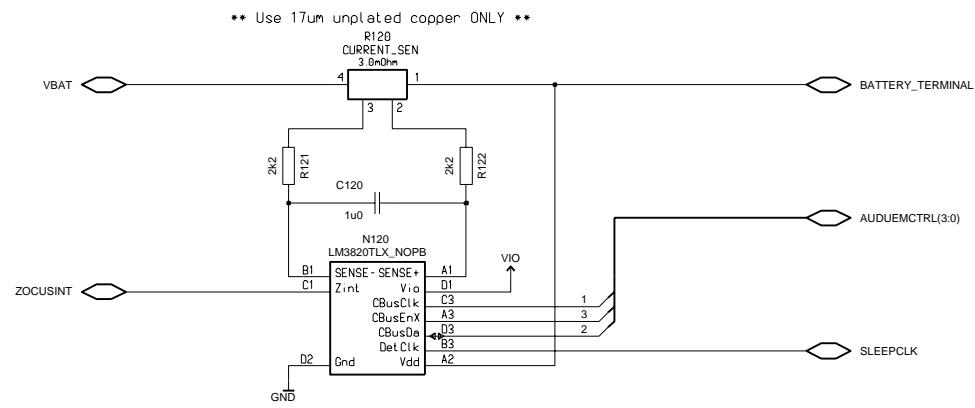 ** Use 17um unplated copper ONLY **
R120
CURRENT_SEN
3.0mOhm
VBAT
4
1
BATTERY_TERMINAL
3
2
2k2
R121
2k2
R122
C120
1u0
AUDUEMCTRL(3:0)
N120
LM3820TLX_NOPB
VIO
B1
SENSE-
SENSE+
A1
ZOCUSINT
C1
Zint
Vio
D1
CBusClk
C3
1
CBusEnX
A3
3
CBusDa
D3
2
DetClk
B3
SLEEPCLK
D2
Gnd
Vdd
A2
GND